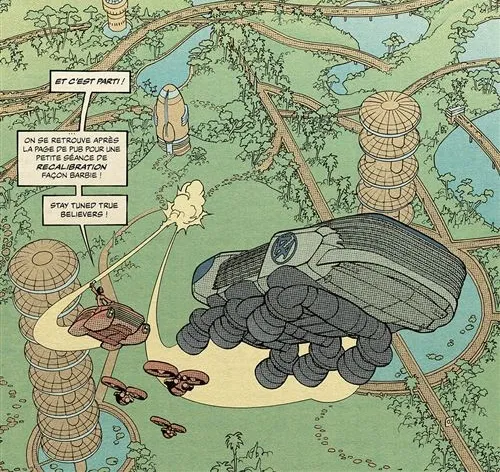 ET C'EST PARTI !
ON SE RETROUVE APRÈS
LA PAGE DE PUB POUR UNE
PETITE SÉANCE DE
RECALIBRATION
FAÇON BARBIE !
STAY TUNED TRUE
BELIEVERS !